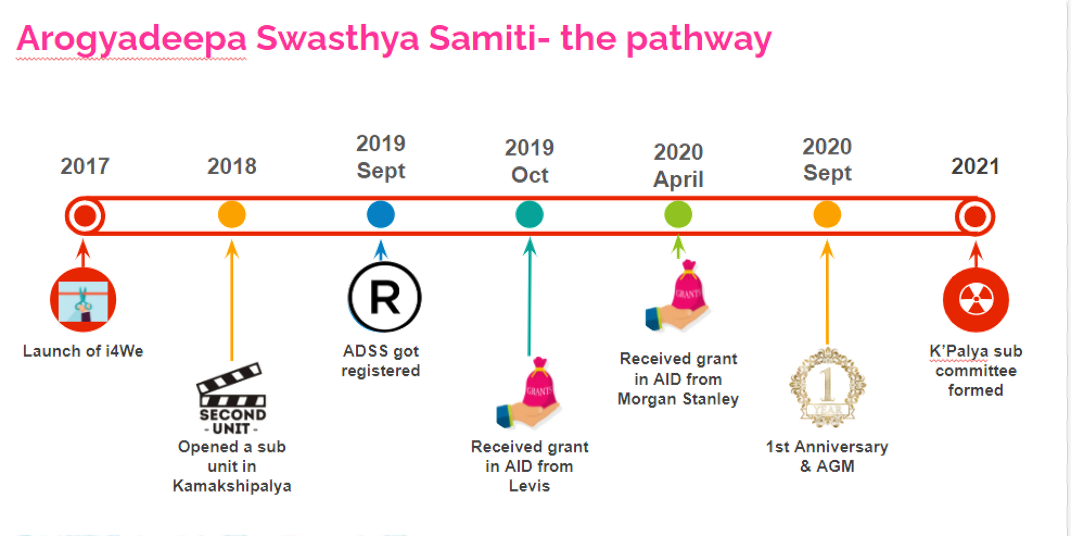 Arogyadeepa Swasthya Samiti- the pathway
2017
2018
2019
Sept
2019
Oct
2020
April
2020
Sept
2021
Launch of i4We
SECOND
- UNIT -
Opened a sub
unit in
Kamakshipalya
R
ADSS got
registered
GRANT
Received grant
in AID from
Levis
GRANT
Received grant
in AID from
Morgan Stanley
1
YEAR
1st Anniversary
& AGM
K'Palya sub
committee
formed